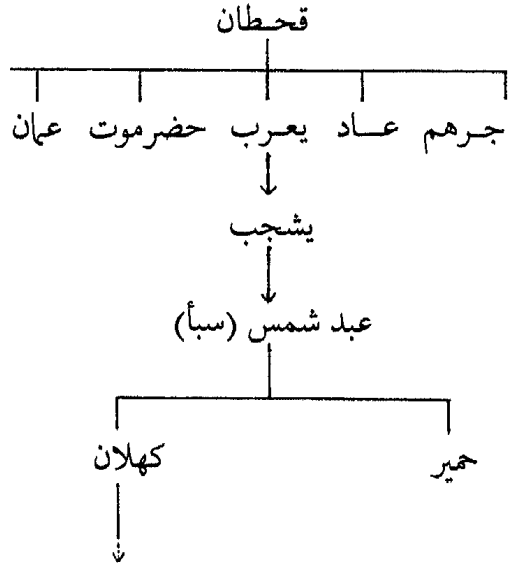 قحطان
جرهم عاد يعرب حضرموت عمان
يشجب
عبد شمس (سبأ)
حمير
كهلان